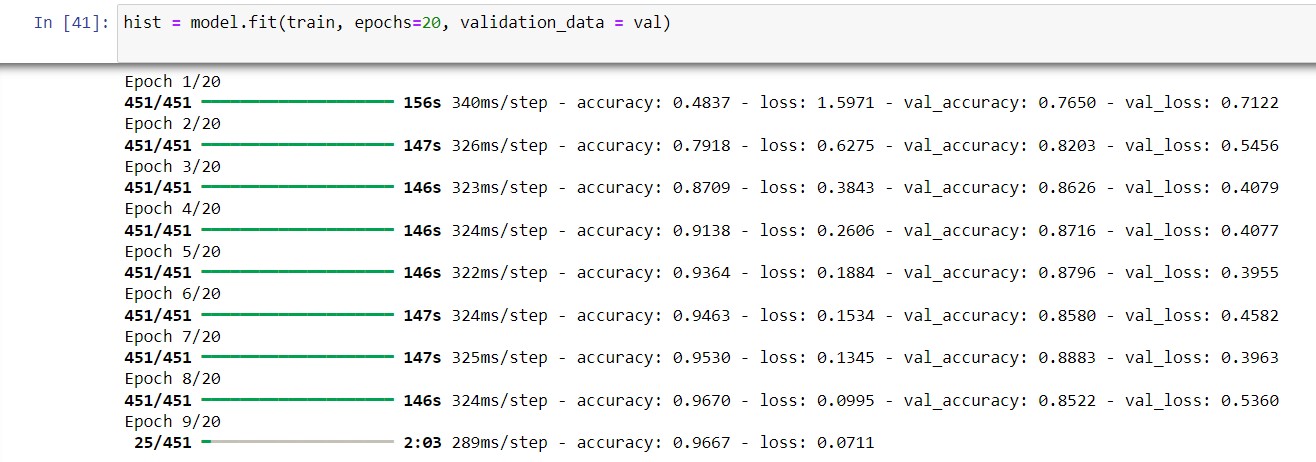 In [41]: hist = model.fit(train, epochs=20, validation_data = val)
Epoch 1/20
451/451 156s 340ms/step - accuracy: 0.4837 - loss: 1.5971 - val_accuracy: 0.7650 - val_loss: 0.7122
Epoch 2/20
451/451 147s 326ms/step - accuracy: 0.7918 - loss: 0.6275 - val_accuracy: 0.8203 - val_loss: 0.5456
Epoch 3/20
451/451 146s 323ms/step - accuracy: 0.8709 - loss: 0.3843 - val_accuracy: 0.8626 - val_loss: 0.4079
Epoch 4/20
451/451 146s 324ms/step - accuracy: 0.9138 - loss: 0.2606 - val_accuracy: 0.8716 - val_loss: 0.4077
Epoch 5/20
451/451 146s 322ms/step - accuracy: 0.9364 - loss: 0.1884 - val_accuracy: 0.8796 - val_loss: 0.3955
Epoch 6/20
451/451 147s 324ms/step - accuracy: 0.9463 - loss: 0.1534 - val_accuracy: 0.8580 - val_loss: 0.4582
Epoch 7/20
451/451 147s 325ms/step - accuracy: 0.9530 - loss: 0.1345 - val_accuracy: 0.8883 - val_loss: 0.3963
Epoch 8/20
451/451 146s 324ms/step - accuracy: 0.9670 - loss: 0.0995 - val_accuracy: 0.8522 - val_loss: 0.5360
Epoch 9/20
25/451 2:03 289ms/step - accuracy: 0.9667 - loss: 0.0711